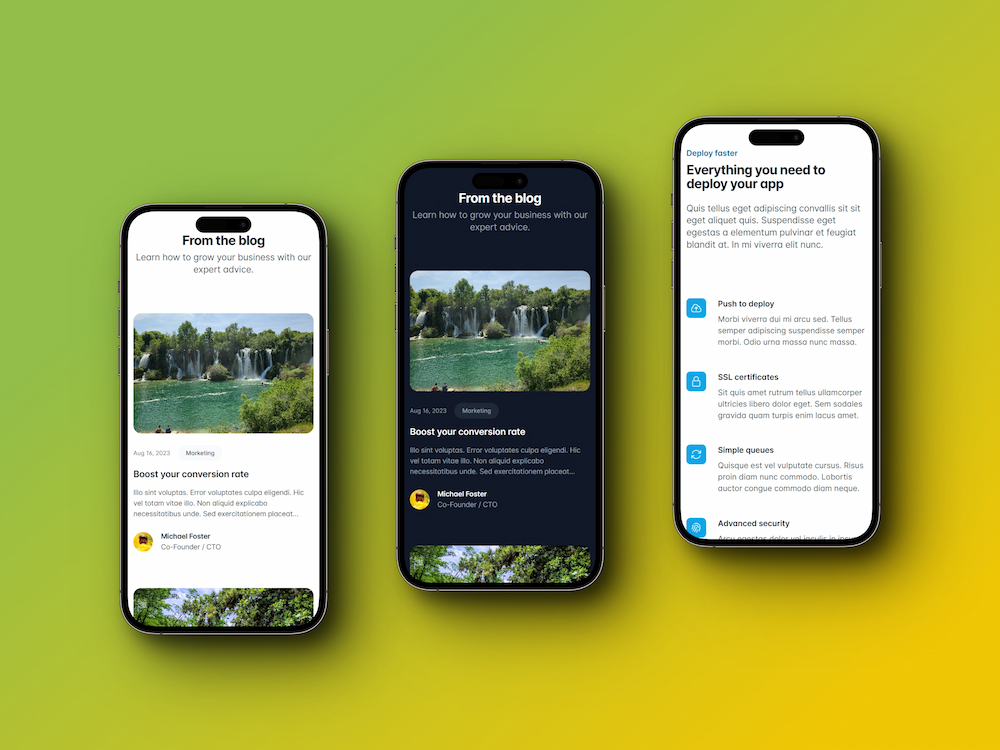 From the blog
Learn how to grow your business with our
expert advice.
Aug 16, 2023 Marketing
Boost your conversion rate
Illo sint voluptas. Error voluptates culpa eligendi. Hic
vel totam vitae illo. Non aliquid explicabo
necessitatibus unde. Sed exercitationem placeat...
Michael Foster
Co-Founder / CTO
From the blog
Learn how to grow your business with our
expert advice.
Aug 16, 2023 Marketing
Boost your conversion rate
Illo sint voluptas. Error voluptates culpa eligendi. Hic
vel totam vitae illo. Non aliquid explicabo
necessitatibus unde. Sed exercitationem placeat...
Michael Foster
Co-Founder / CTO
Deploy faster
Everything you need to
deploy your app
Quis tellus eget adipiscing convallis sit sit
eget aliquet quis. Suspendisse eget
egestas a elementum pulvinar et feugiat
blandit at. In mi viverra elit nunc.
Push to deploy
Morbi viverra dui mi arcu sed. Tellus
semper adipiscing suspendisse semper
morbi. Odio urna massa nunc massa.
SSL certificates
Sit quis amet rutrum tellus ullamcorper
ultricies libero dolor eget. Sem sodales
gravida quam turpis enim lacus amet.
Simple queues
Quisque est vel vulputate cursus. Risus
proin diam nunc commodo. Lobortis
auctor congue commodo diam neque.
Advanced security
Arcu egestas dolor vel iaculis in ipsum